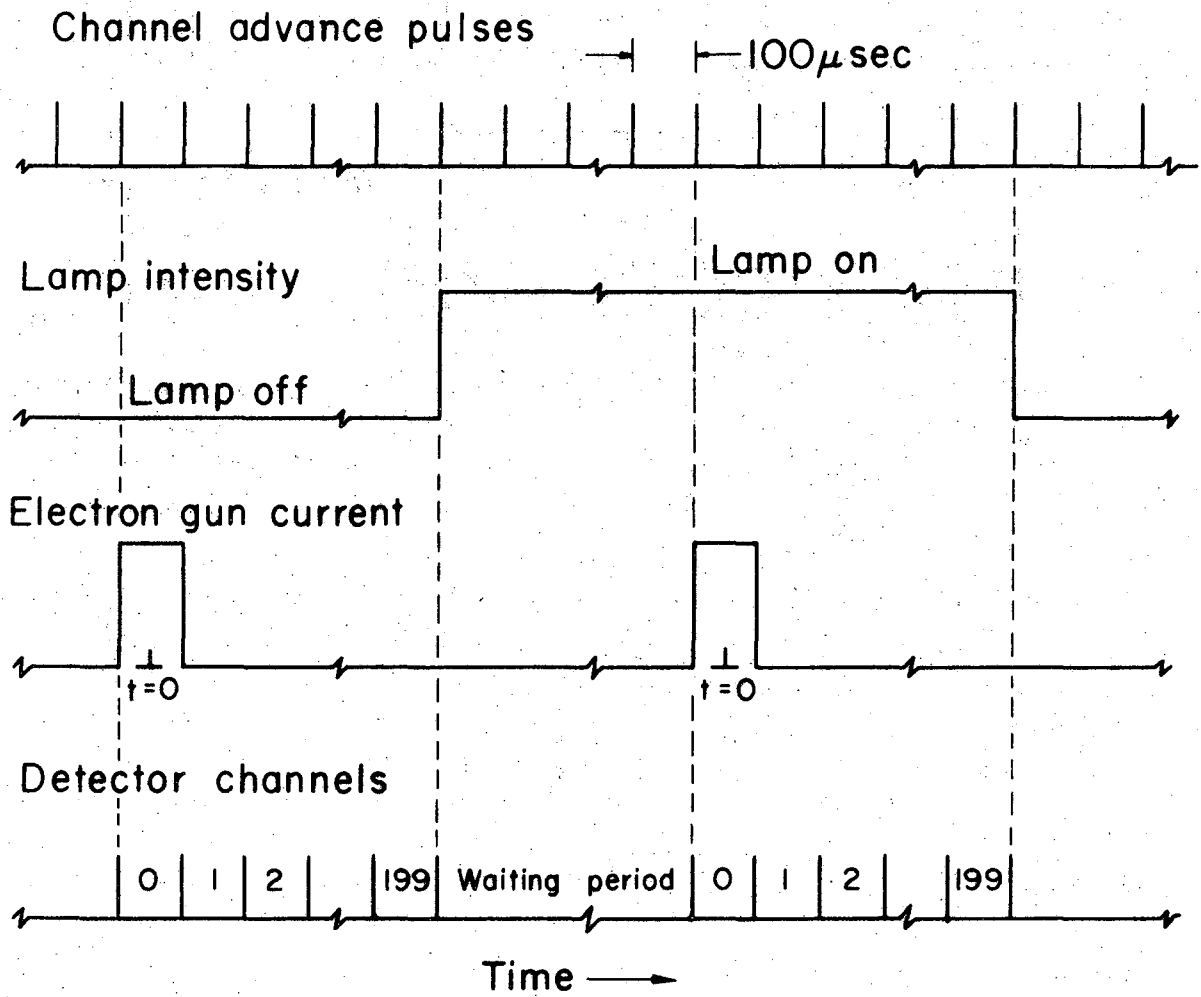 Channel advance pulses
100μsec
Lamp intensity
Lamp on
Lamp off
Electron gun current
t=0
t=0
Detector channels
0 1 2 199 Waiting period 0 1 2 199
Time